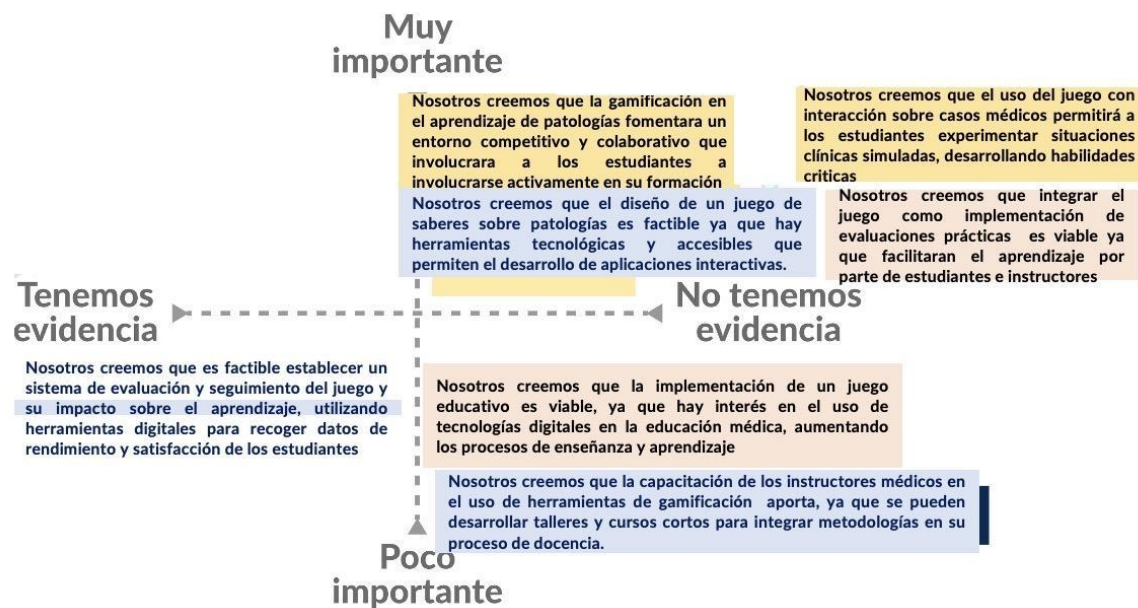 Muy
importante
Nosotros creemos que la gamificación en
el aprendizaje de patologías fomentara un
entorno competitivo y colaborativo que
involucrara a los estudiantes a
involucrarse activamente en su formación
Nosotros creemos que el uso del juego con
interacción sobre casos médicos permitirá a
los estudiantes experimentar situaciones
clínicas simuladas, desarrollando habilidades
criticas
Nosotros creemos que el diseño de un juego de
saberes sobre patologías es factible ya que hay
herramientas tecnológicas y accesibles que
permiten el desarrollo de aplicaciones interactivas.
Nosotros creemos que integrar el
juego como implementación de
evaluaciones prácticas es viable ya
que facilitaran el aprendizaje por
parte de estudiantes e instructores
Tenemos
evidencia
No tenemos
evidencia
Nosotros creemos que es factible establecer un
sistema de evaluación y seguimiento del juego y
su impacto sobre el aprendizaje, utilizando
herramientas digitales para recoger datos de
rendimiento y satisfacción de los estudiantes
Nosotros creemos que la implementación de un juego
educativo es viable, ya que hay interés en el uso de
tecnologías digitales en la educación médica, aumentando
los procesos de enseñanza y aprendizaje
Nosotros creemos que la capacitación de los instructores médicos en
el uso de herramientas de gamificación aporta, ya que se pueden
desarrollar talleres y cursos cortos para integrar metodologías en su
proceso de docencia.
Poco
importante